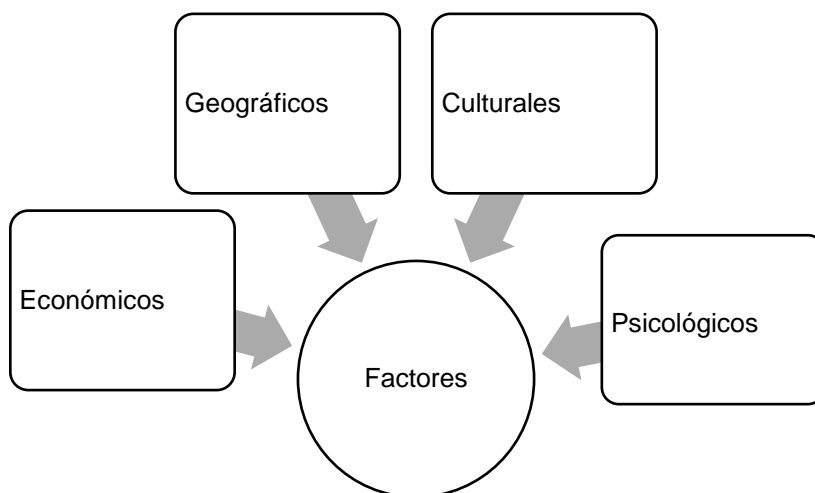 Geográficos
Culturales
Económicos
Psicológicos
Factores